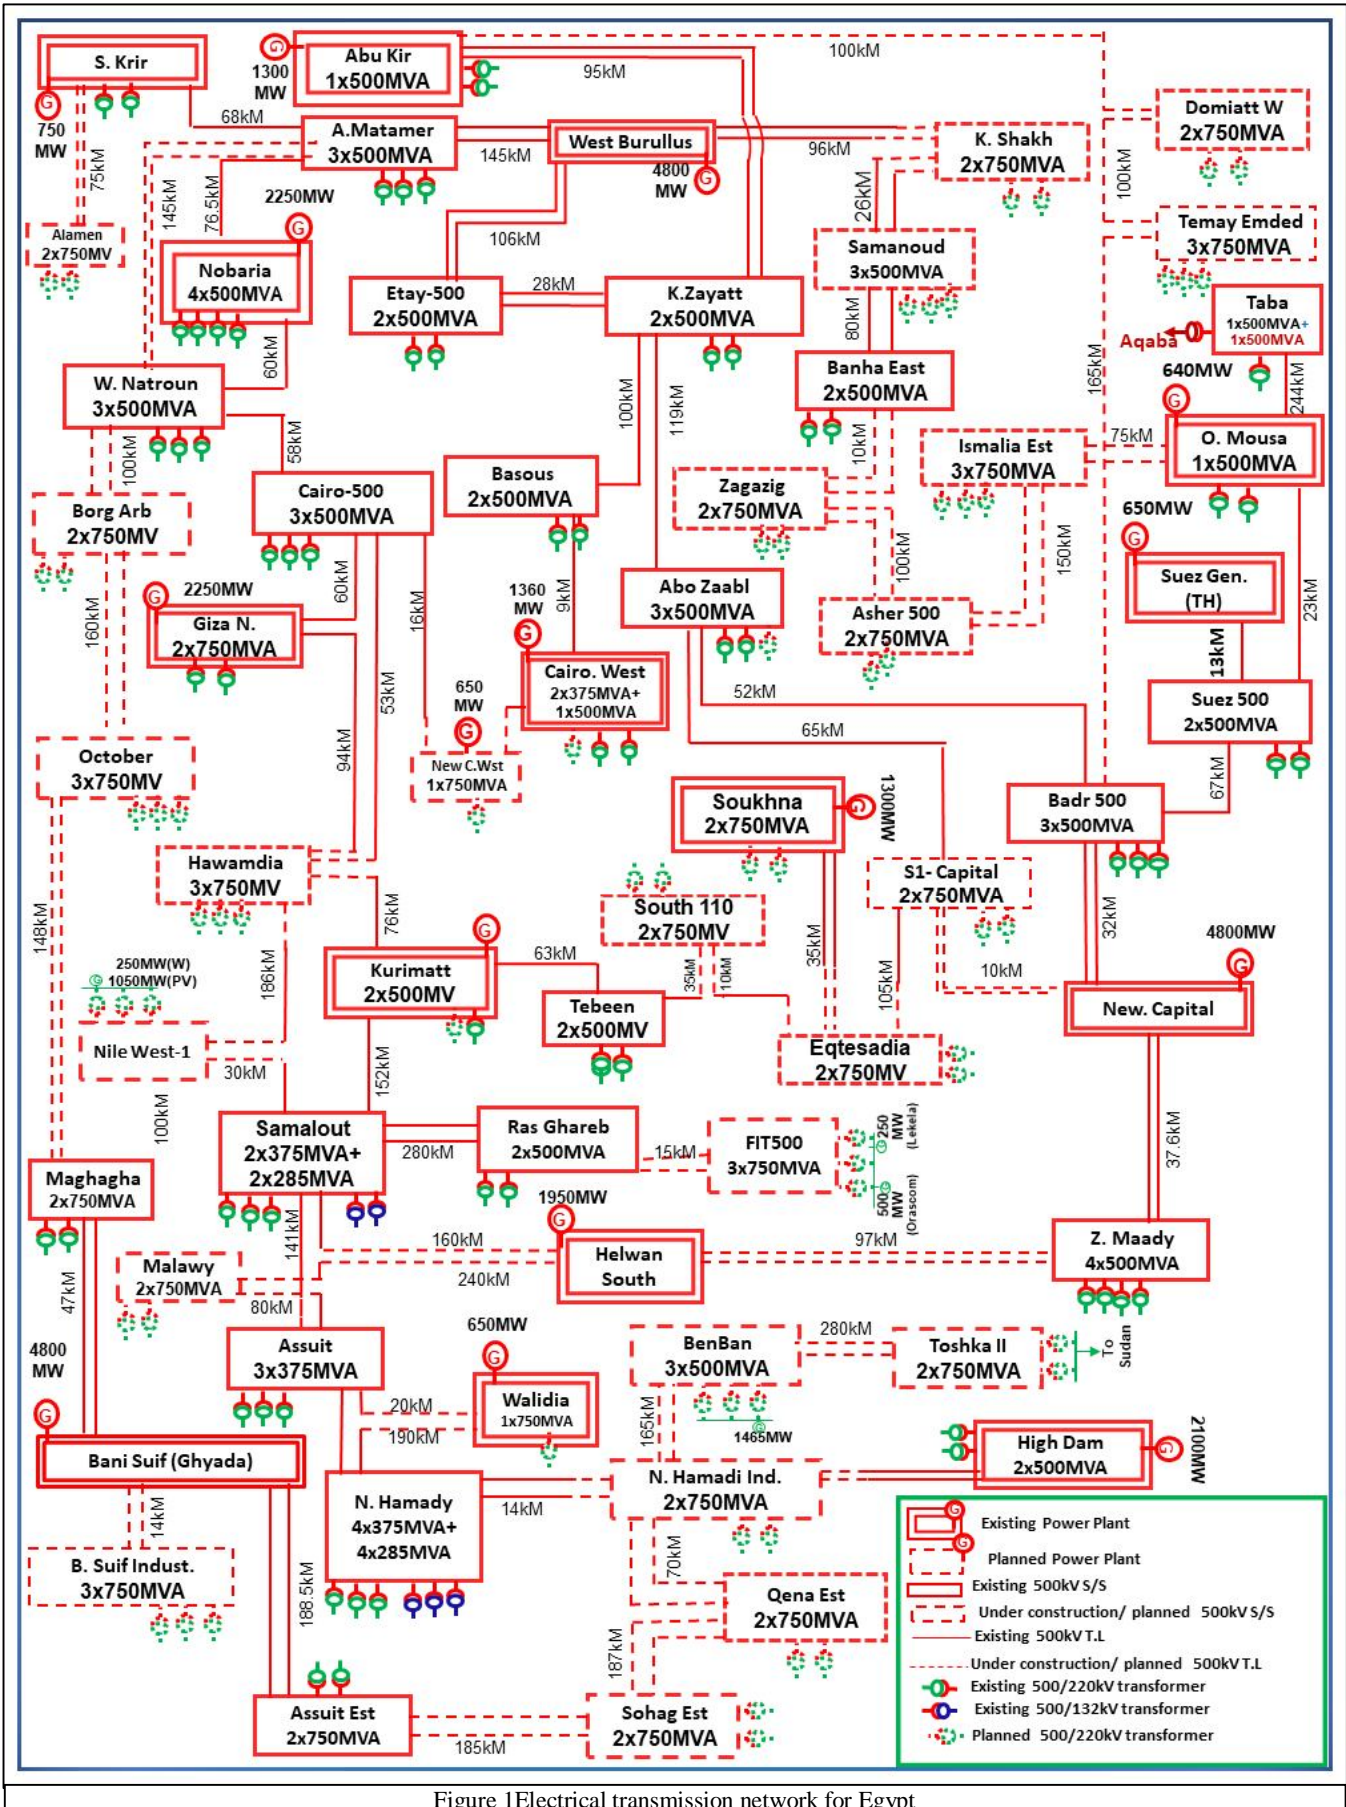 S. Krir
G
750
MW
75kM
68kM
G
1300
MW
Abu Kir
1x500MVA
95kM
100kM
A.Matamer
3x500MVA
145kM
West Burullus
4800
MW
G
96kM
K. Shakh
2x750MVA
Domiatt W
2x750MVA
100kM
Alamen
2x750MV
145kM
76.5kM
2250MW
G
Nobaria
4x500MVA
106kM
26kM
Samanoud
3x500MVA
Temay Emded
3x750MVA
Etay-500
2x500MVA
28kM
K.Zayatt
2x500MVA
80kM
165kM
Taba
1x500MVA+
1x500MVA
Aqaba
60kM
W. Natroun
3x500MVA
100kM
119kM
Banha East
2x500MVA
640MW
G
244kM
100kM
58kM
Cairo-500
3x500MVA
Basous
2x500MVA
10kM
Ismalia Est
3x750MVA
75kM
O. Mousa
1x500MVA
Borg Arb
2x750MV
Zagazig
2x750MVA
650MW
G
160kM
2250MW
G
Giza N.
2x750MVA
60kM
16kM
1360
MW
G
9kM
Abo Zaabl
3x500MVA
100kM
150kM
Asher 500
2x750MVA
Suez Gen.
(TH)
23kM
13kM
53kM
650
MW
G
Cairo. West
2x375MVA+
1x500MVA
52kM
Suez 500
2x500MVA
94kM
65kM
October
3x750MV
New C.Wst
1x750MVA
67kM
Soukhna
2x750MVA
G
1300MW
Badr 500
3x500MVA
Hawamdia
3x750MV
S1- Capital
2x750MVA
148kM
76kM
South 110
2x750MV
35kM
32kM
4800MW
G
250MW(W)
G
1050MW(PV)
186kM
G
Kurimatt
2x500MV
63kM
35kM
10kM
105kM
10kM
New. Capital
Tebeen
2x500MV
Nile West-1
30kM
152kM
Eqtesadia
2x750MV
100kM
Samalout
2x375MVA+
2x285MVA
280kM
Ras Ghareb
2x500MVA
15kM
FIT500
3x750MVA
250
MW
(Lekela)
G
500
MW
(Orascom)
G
37.6kM
Maghagha
2x750MVA
1950MW
G
141kM
160kM
Helwan
South
97kM
Z. Maady
4x500MVA
Malawy
2x750MVA
240kM
47kM
80kM
4800
MW
G
Assuit
3x375MVA
650MW
G
BenBan
3x500MVA
280kM
Toshka II
2x750MVA
To
Sudan
20kM
Walidia
1x750MVA
165kM
G
1465MW
190kM
High Dam
2x500MVA
G
2100MW
Bani Suif (Ghyada)
N. Hamady
4x375MVA+
4x285MVA
14kM
N. Hamadi Ind.
2x750MVA
14kM
B. Suif Indust.
3x750MVA
188.5kM
70kM
Qena Est
2x750MVA
187kM
Assuit Est
2x750MVA
185kM
Sohag Est
2x750MVA
G
Existing Power Plant
G
Planned Power Plant
Existing 500kV S/S
Under construction/ planned 500kV S/S
Existing 500kV T.L
Under construction/ planned 500kV T.L
Existing 500/220kV transformer
Existing 500/132kV transformer
Planned 500/220kV transformer
Figure 1Electrical transmission network for Egypt